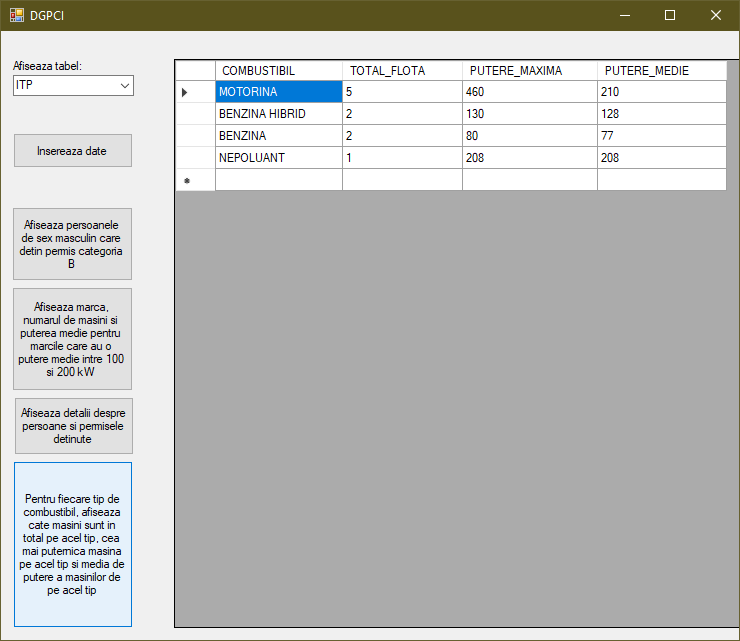 DGPCI
Afiseaza tabel:
ITP
Insereaza date
Afiseaza persoanele
de sex masculin care
detin permis categoria
B
Afiseaza marca,
numarul de masini si
puterea medie pentru
marcile care au o
putere medie intre 100
si 200 kW
Afiseaza detalii despre
persoane si permisele
detinute
Pentru fiecare tip de
combustibil, afiseaza
cate masini sunt in
total pe acel tip, cea
mai puternica masina
pe acel tip si media de
putere a masinilor de
pe acel tip
COMBUSTIBIL TOTAL_FLOTA PUTERE_MAXIMA PUTERE_MEDIE
MOTORINA 5 460 210
BENZINA HIBRID 2 130 128
BENZINA 2 80 77
NEPOLUANT 1 208 208